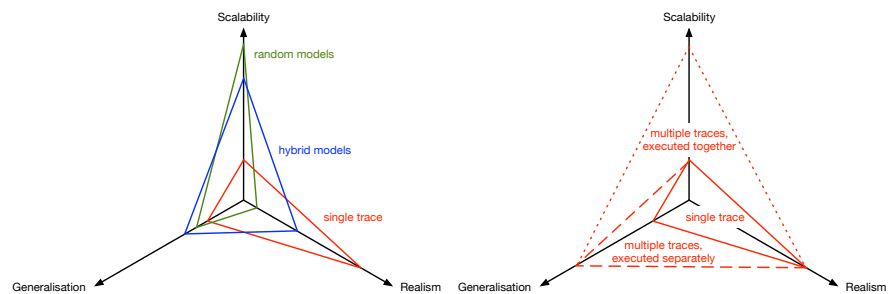 Scalability
random models
hybrid models
single trace
Generalisation
Realism
Scalability
multiple traces,
executed together
single trace
multiple traces,
executed separately
Generalisation
Realism